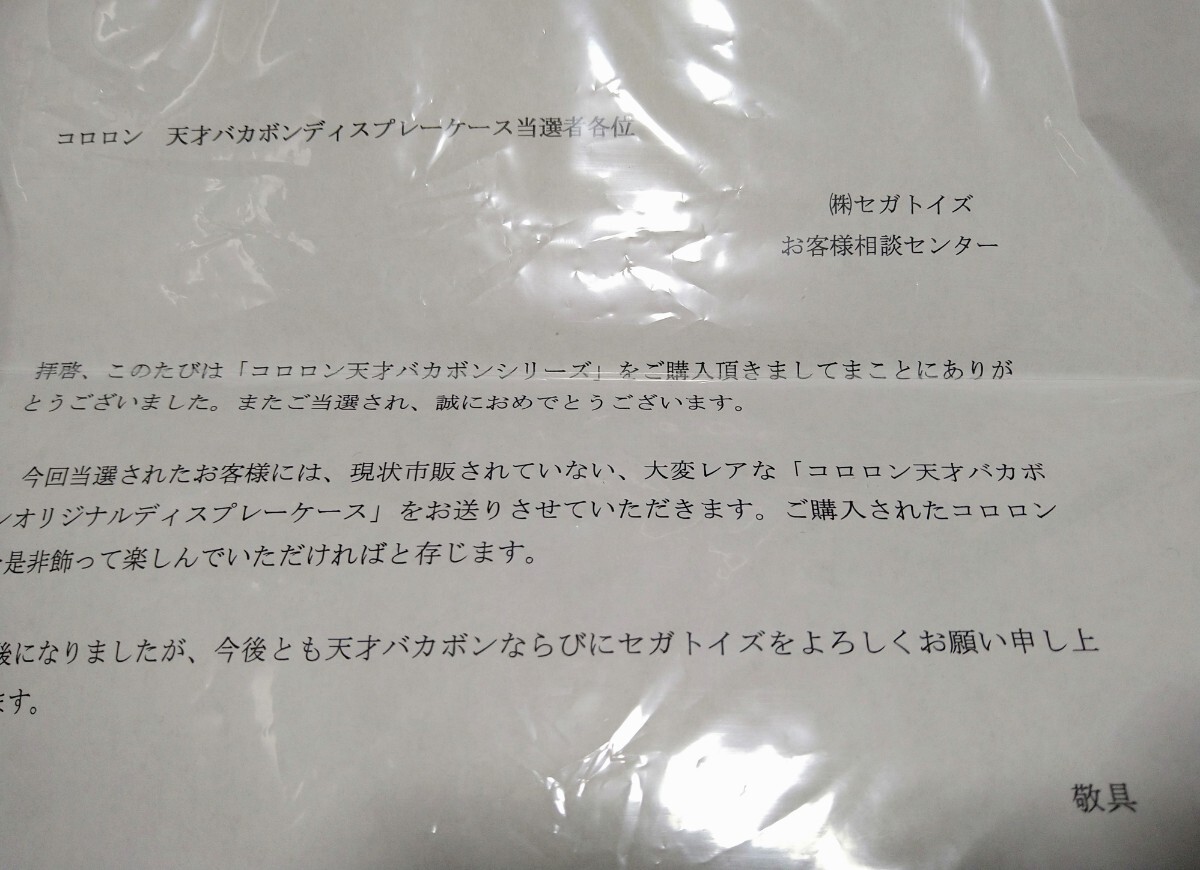 コロロン　天才バカボンディスプレーケース当選者各位
㈱セガトイズ
お客様相談センター
拝啓、このたびは「コロロン天才バカボンシリーズ」をご購入頂きましてまことにありが
とうございました。またご当選され、誠におめでとうございます。
今回当選されたお客様には、現状市販されていない、大変レアな「コロロン天才バカボ
ンオリジナルディスプレーケース」をお送りさせていただきます。ご購入されたコロロン
是非飾って楽しんでいただければと存じます。
後になりましたが、今後とも天才バカボンならびにセガトイズをよろしくお願い申し上
ます。
敬具